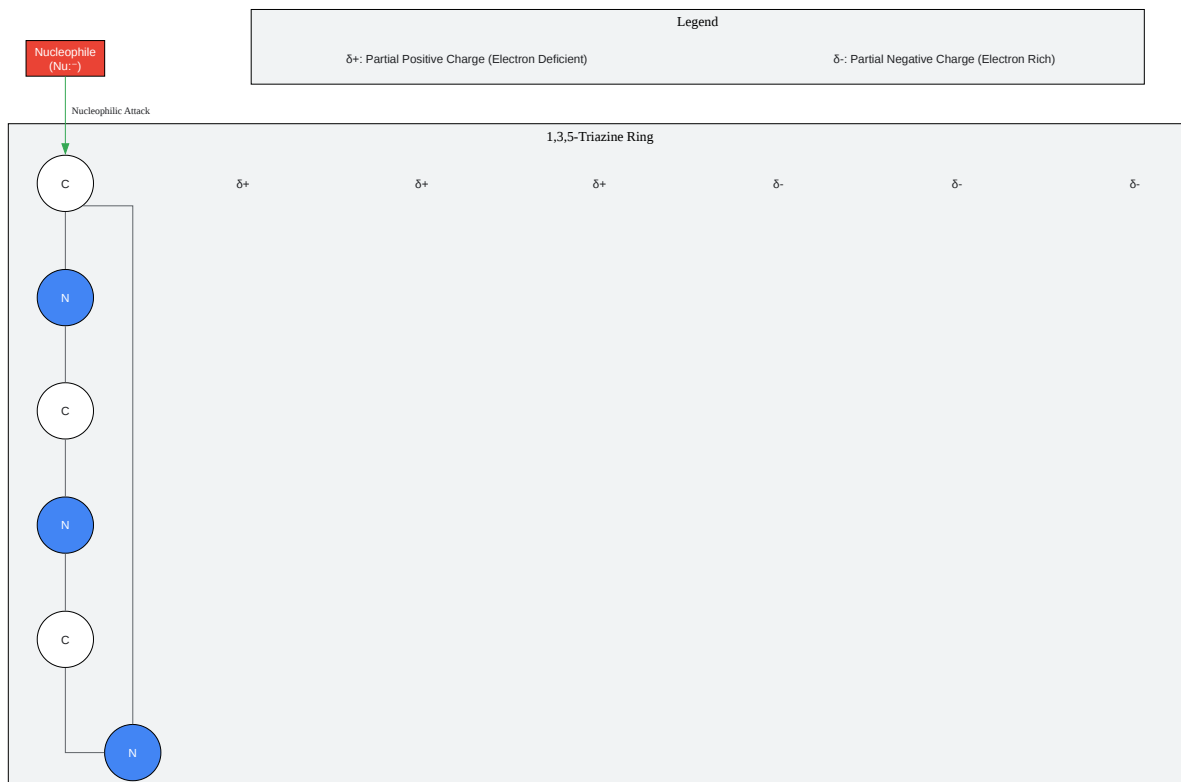 Legend
Nucleophile
(Nu:⁻)
δ+: Partial Positive Charge (Electron Deficient)
δ-: Partial Negative Charge (Electron Rich)
Nucleophilic Attack
1,3,5-Triazine Ring
C
δ+
δ+
δ+
δ-
δ-
δ-
N
C
N
C
N